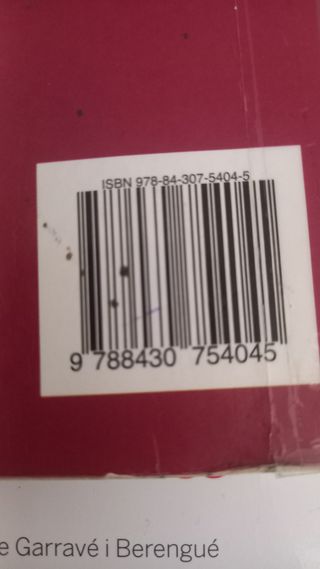 ISBN 978-84-307-5404-5
9 788430 754045
e Garravé i Berengué